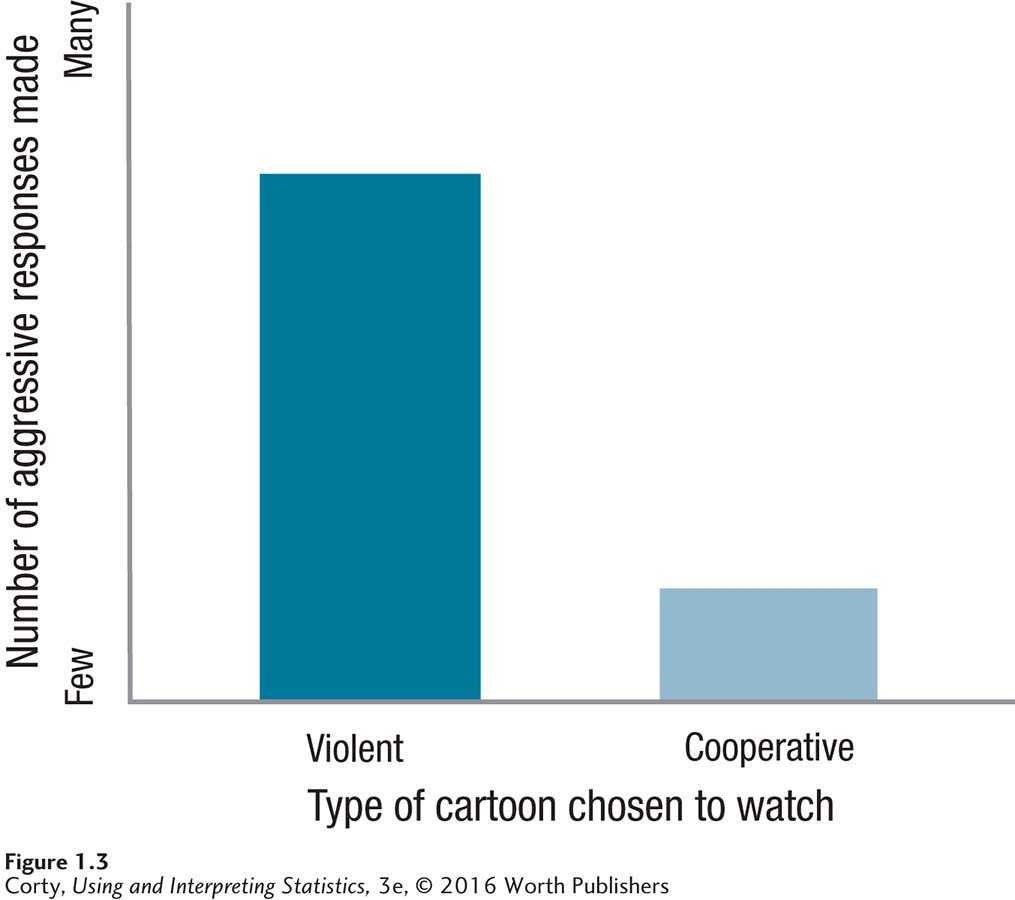 Number of aggressive responses made
Many
Few
Violent
Cooperative
Type of cartoon chosen to watch
Figure 1.3
Corty, Using and Interpreting Statistics, 3e, © 2016 Worth Publishers